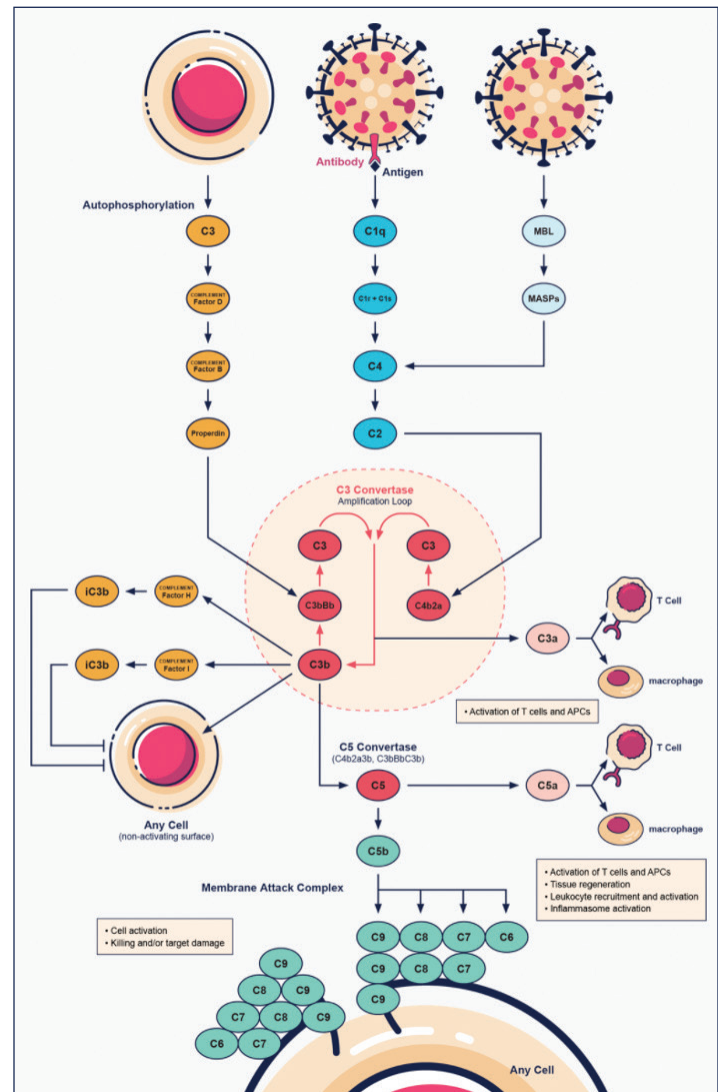 Antibody
Antigen
Autophosphorylation
C3
C1q
MBL
COMPLEMENT
Factor D
C1r + C1s
MASPs
COMPLEMENT
Factor B
C4
Properdin
C2
C3 Convertase
Amplification Loop
C3
C3
C3bBb
C4b2a
iC3b
COMPLEMENT
Factor H
T Cell
C3a
iC3b
COMPLEMENT
Factor I
C3b
macrophage
• Activation of T cells and APCs
C5 Convertase
(C4b2a3b, C3bBbC3b)
T Cell
C5
C5a
Any Cell
(non-activating surface)
macrophage
C5b
Membrane Attack Complex
• Activation of T cells and APCs
• Tissue regeneration
• Leukocyte recruitment and activation
• Inflammasome activation
• Cell activation
• Killing and/or target damage
C9 C8 C7 C6
C9 C8 C7
C9
C9
C8 C9
C7 C8 C9
C6 C7
Any Cell